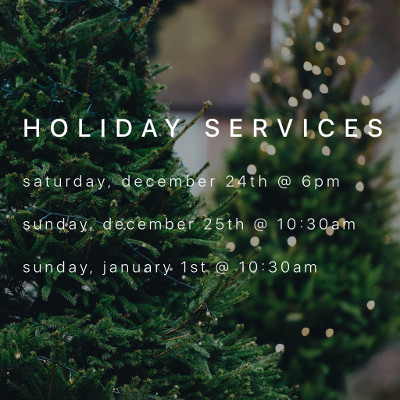 HOLIDAY SERVICES
saturday, december 24th @ 6pm
sunday, december 25th @ 10:30am
sunday, january 1st @ 10:30am